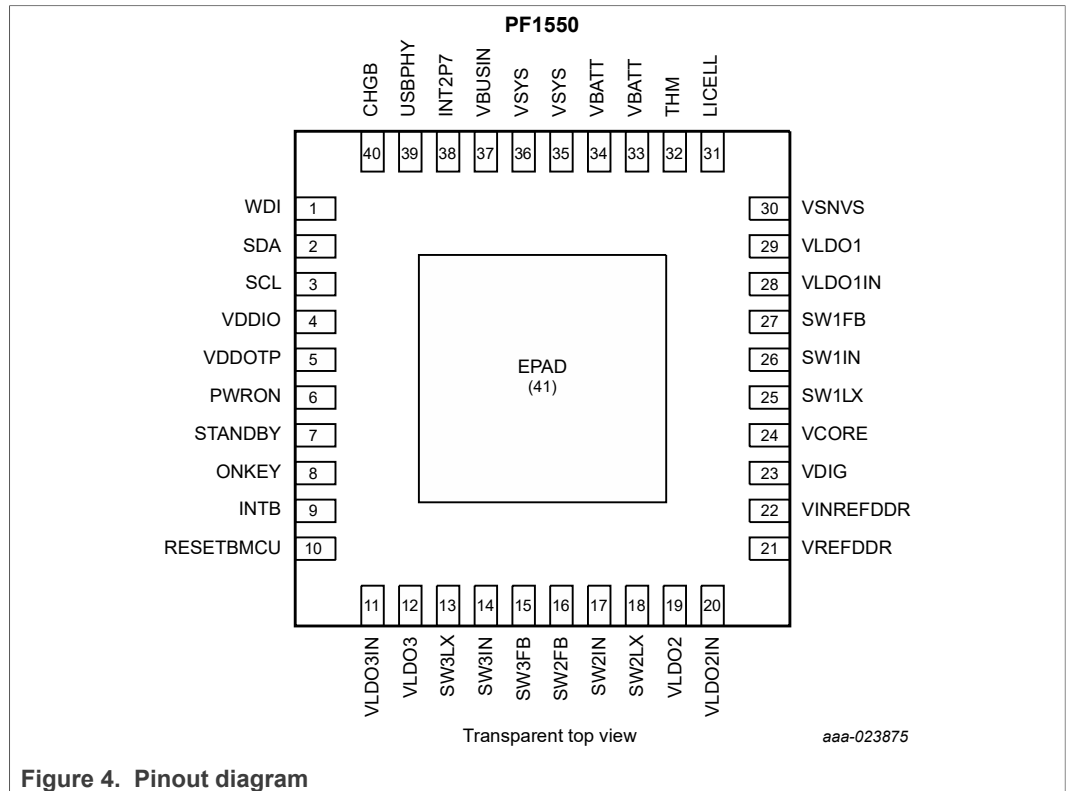 PF1550
CHGB
USBPHY
INT2P7
VBUSIN
VSYS
VSYS
VBATT
VBATT
THM
LICELL
40 39 38 37 36 35 34 33 32 31
WDI 1
SDA 2
SCL 3
VDDIO 4
VDDOTP 5
PWRON 6
STANDBY 7
ONKEY 8
INTB 9
RESETBMCU 10
EPAD
(41)
30 VSNVS
29 VLDO1
28 VLDO1IN
27 SW1FB
26 SW1IN
25 SW1LX
24 VCORE
23 VDIG
22 VINREFDDR
21 VREFDDR
11 12 13 14 15 16 17 18 19 20
VLDO3IN
VLDO3
SW3LX
SW3IN
SW3FB
SW2FB
SW2IN
SW2LX
VLDO2
VLDO2IN
Transparent top view
aaa-023875
Figure 4. Pinout diagram